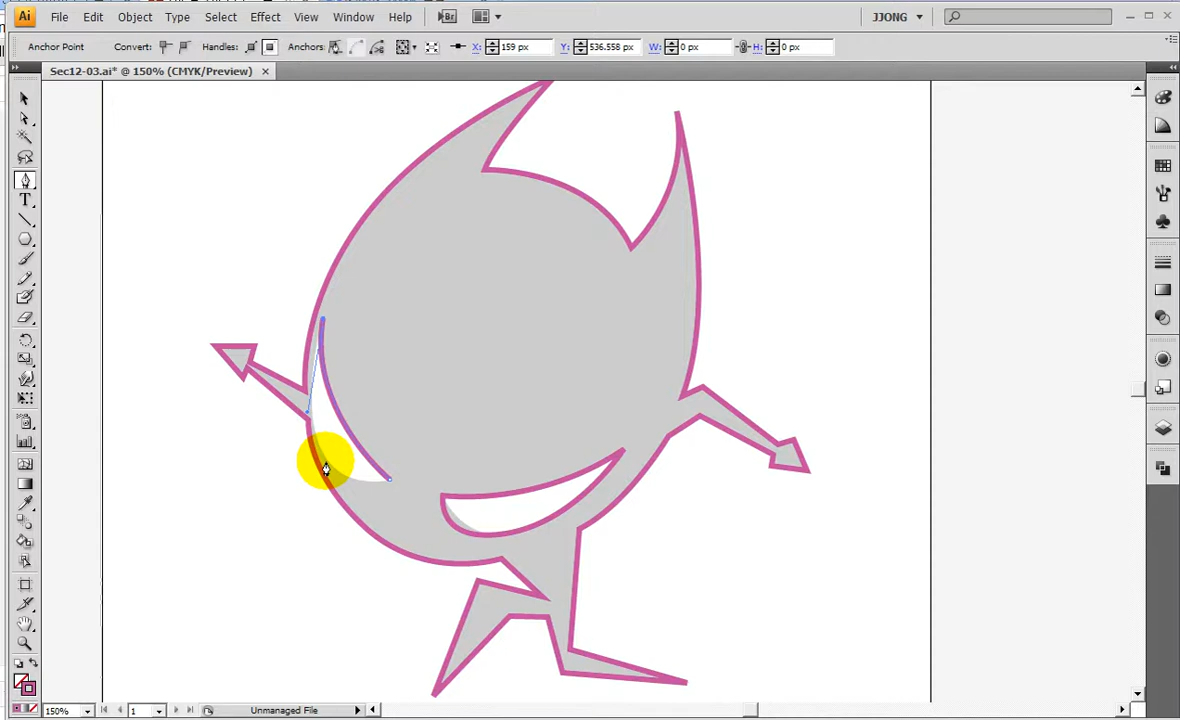 Ai File Edit Object Type Select Effect View Window Help Br JJONG
Anchor Point Convert: Handles: Anchors: X: 159 px Y: 536.558 px W: 0 px H: 0 px
Sec12-03.ai* @ 150% (CMYK/Preview) ×
T
150% 1 Unmanaged File